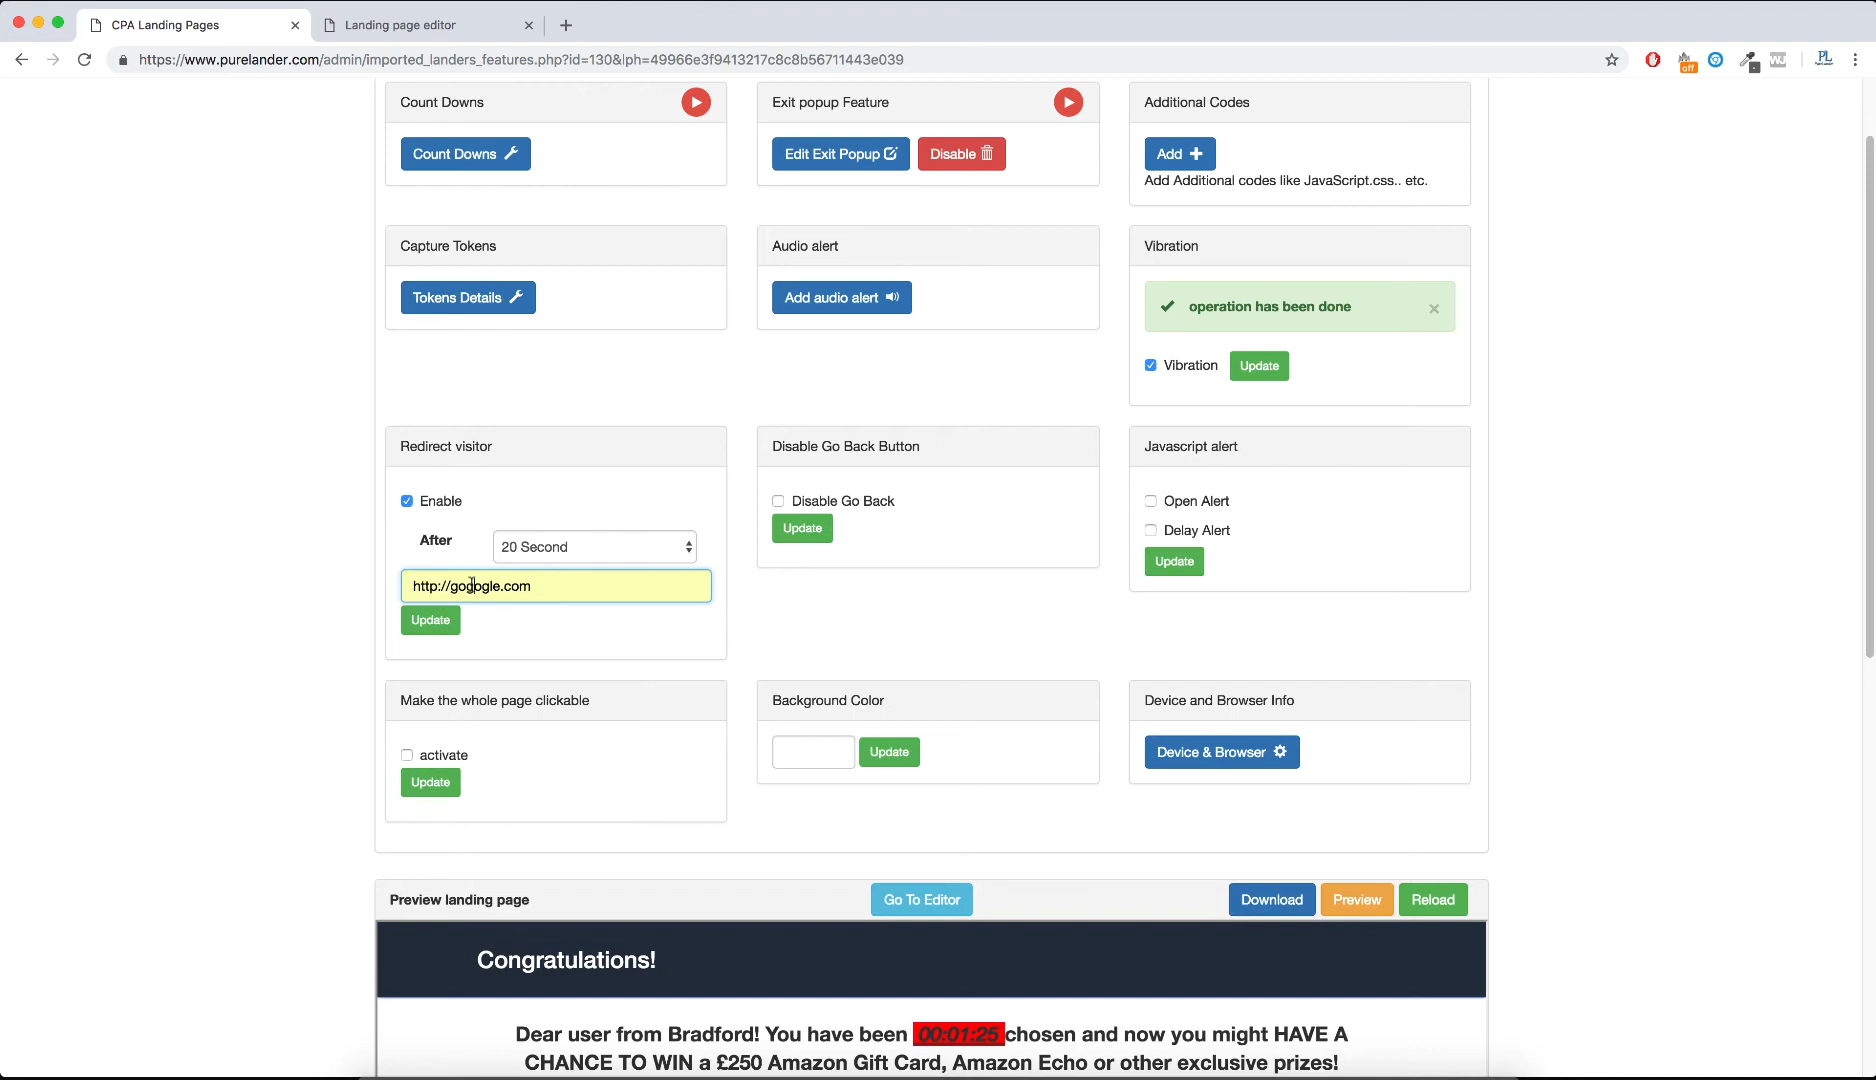 CPA Landing Pages
Landing page editor
https://www.purelander.com/admin/imported_landers_features.php?id=130&lph=49966e3f9413217c8c8b56711443e039
off
PL
Count Downs
Exit popup Feature
Additional Codes
Count Downs
Edit Exit Popup
Disable
Add
Add Additional codes like JavaScript.css.. etc.
Capture Tokens
Audio alert
Vibration
Tokens Details
Add audio alert
operation has been done
Vibration
Update
Redirect visitor
Disable Go Back Button
Javascript alert
Enable
Disable Go Back
Open Alert
After
20 Second
Update
Delay Alert
http://gogogle.com
Update
Update
Make the whole page clickable
Background Color
Device and Browser Info
activate
Update
Device & Browser
Update
Preview landing page
Go To Editor
Download
Preview
Reload
Congratulations!
Dear user from Bradford! You have been 00:01:25 chosen and now you might HAVE A
CHANCE TO WIN a £250 Amazon Gift Card, Amazon Echo or other exclusive prizes!